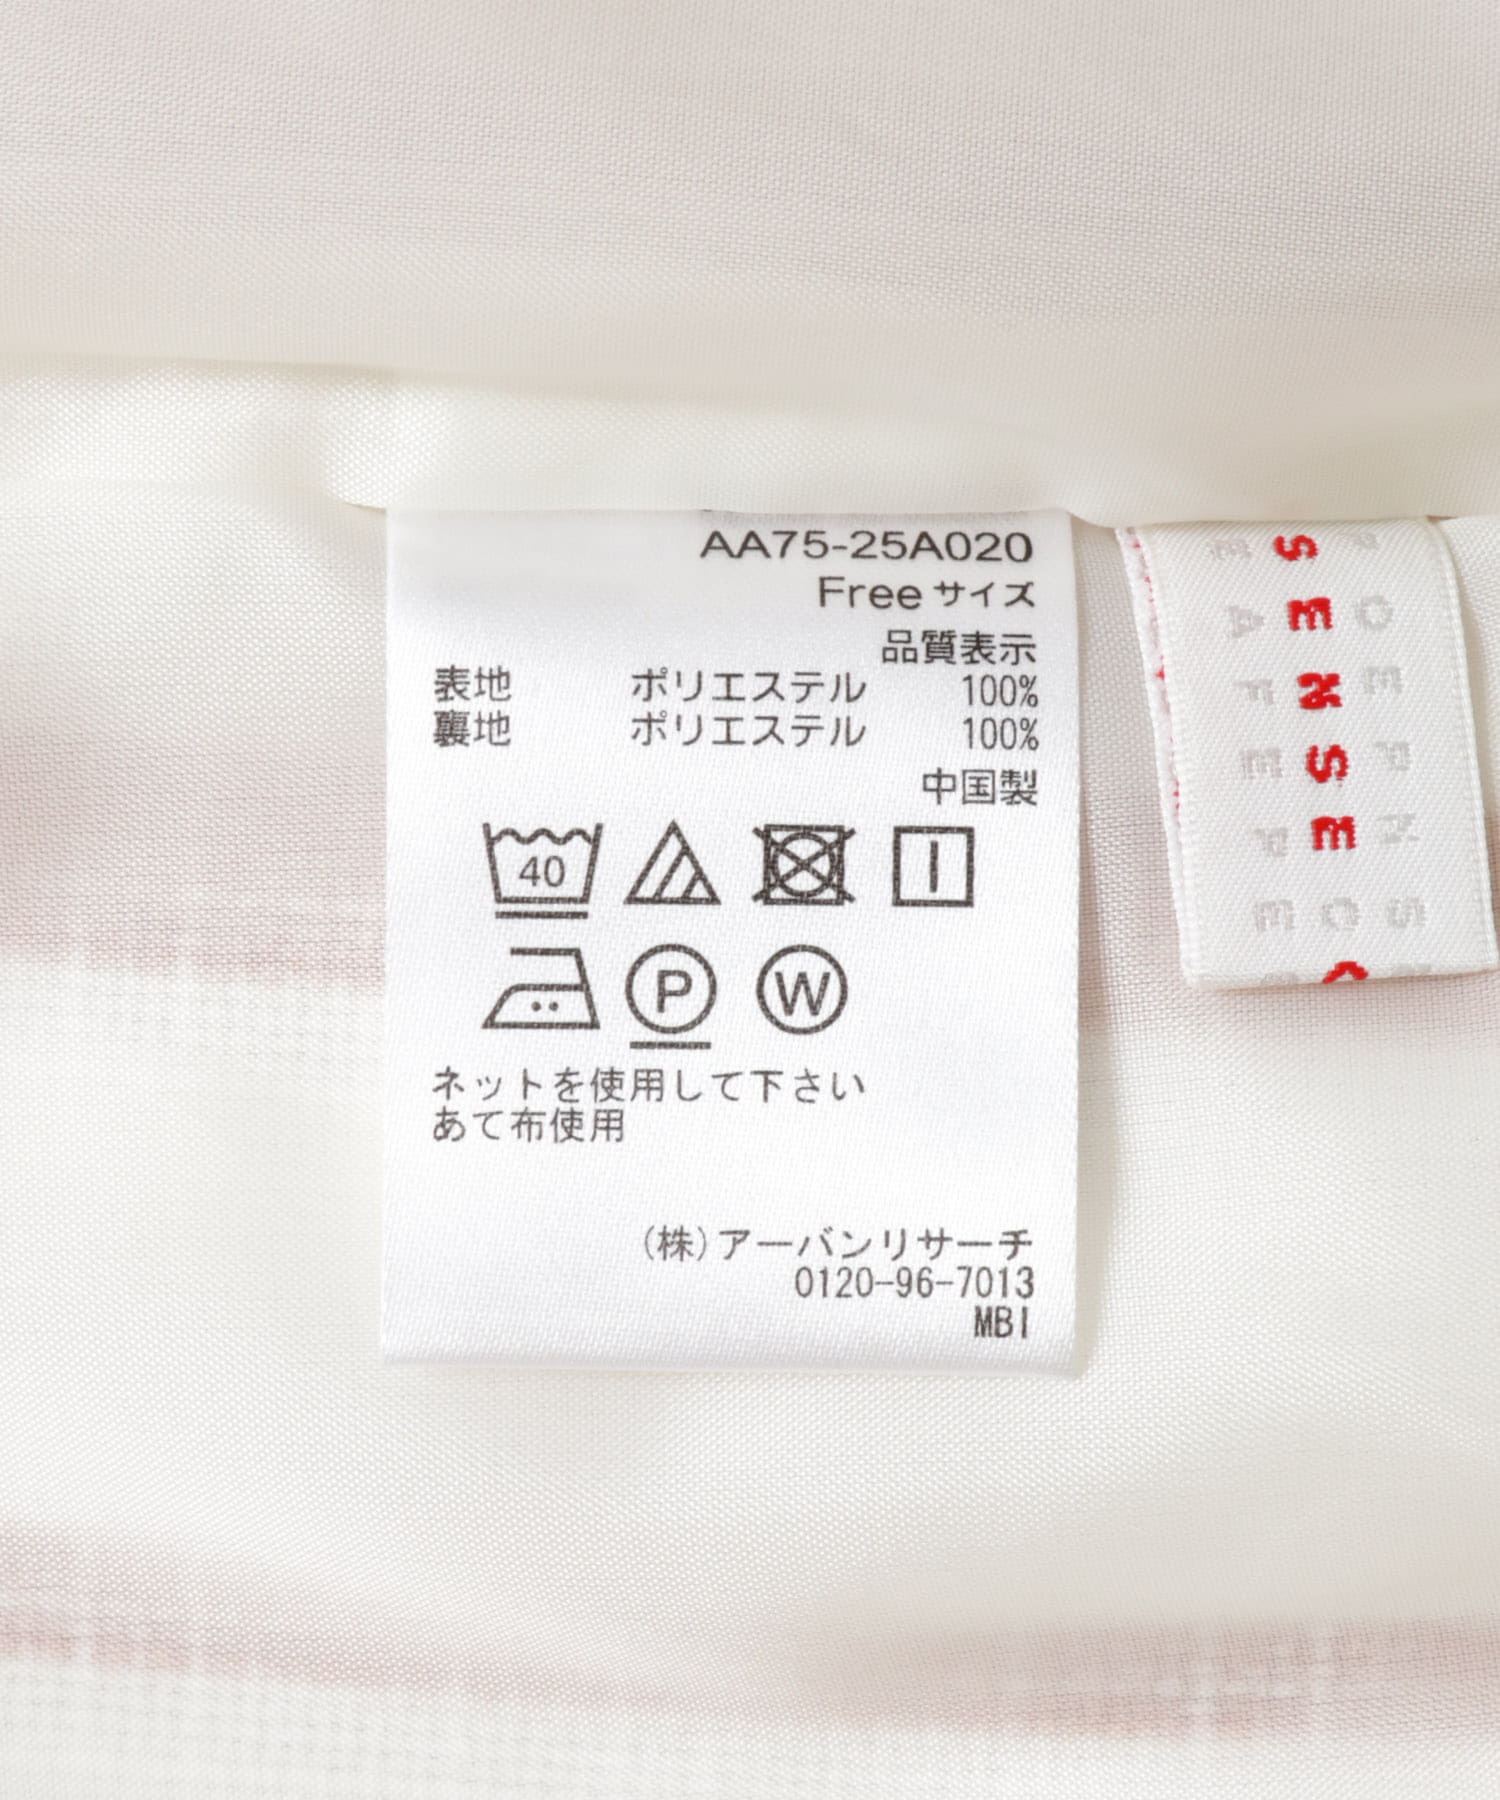 AA75-25A020
Free サイズ
品質表示
表地 ポリエステル 100%
裏地 ポリエステル 100%
中国製
40
P W
ネットを使用して下さい
あて布使用
(株)アーバンリサーチ
0120-96-7013
MBI
SENSE